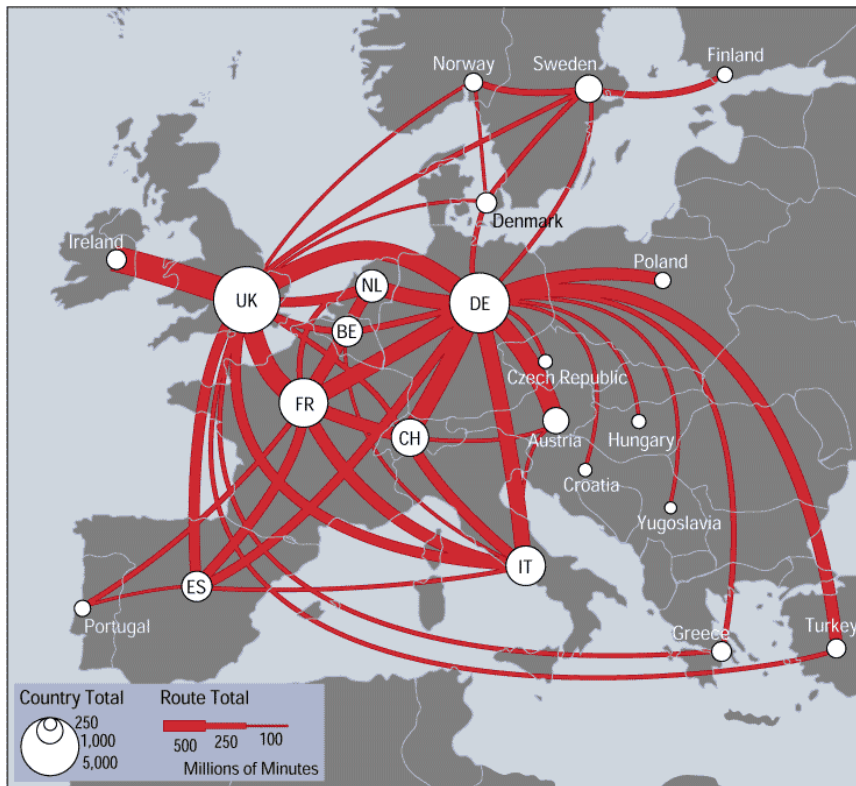 Norway
Sweden
Finland
Denmark
Ireland
UK
NL
DE
Poland
BE
Czech Republic
FR
CH
Austria
Hungary
Croatia
Yugoslavia
IT
ES
Portugal
Greece
Turkey
Country Total
250
1,000
5,000
Route Total
500 250 100
Millions of Minutes